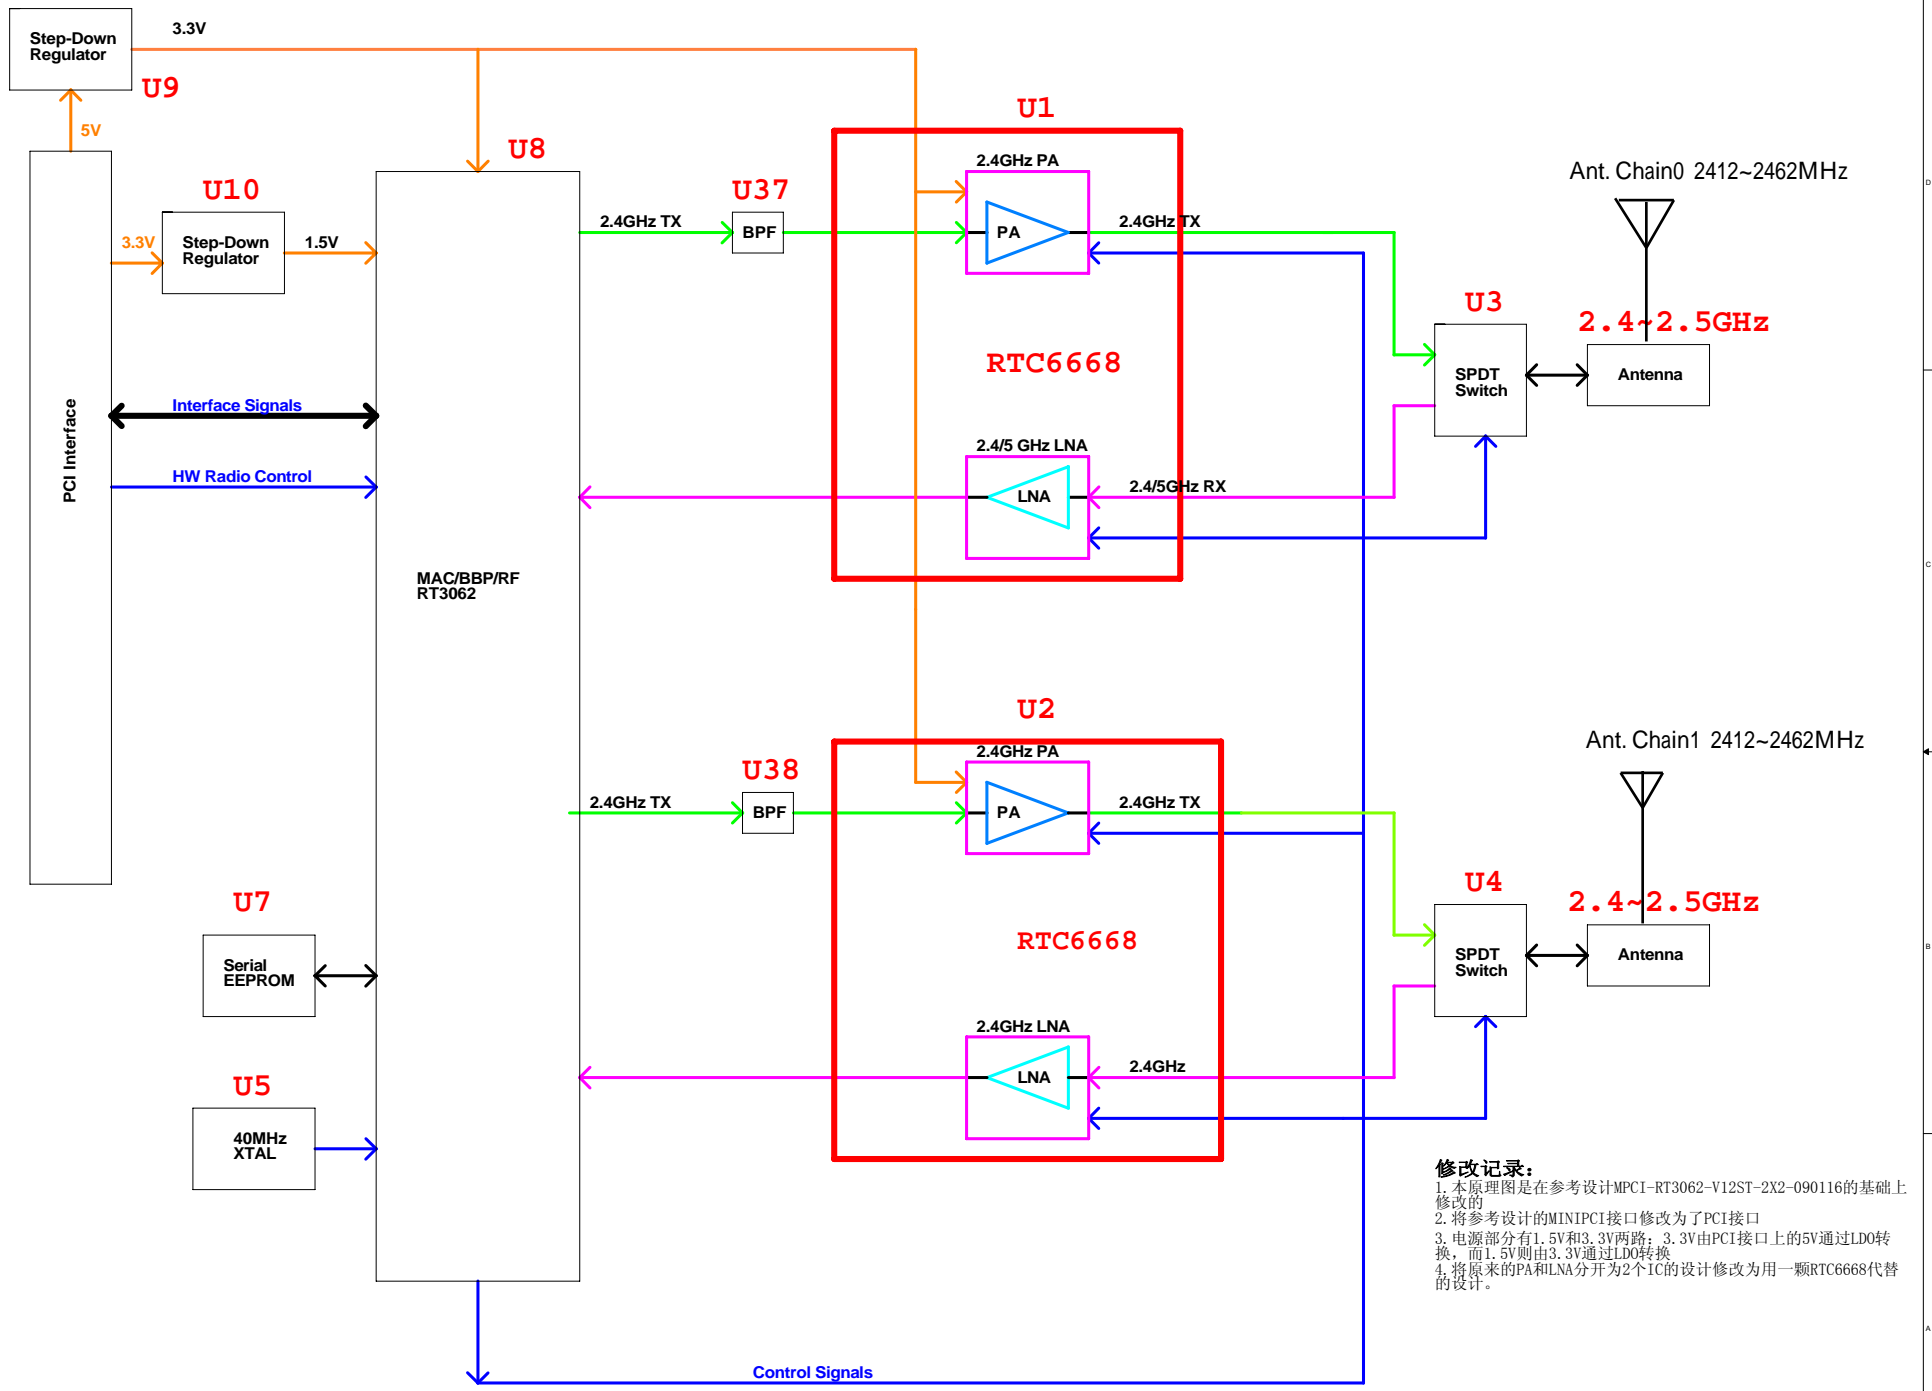 Step-Down
Regulator
3.3V
U9
5V
U10
3.3V
Step-Down
Regulator
1.5V
U8
PCI Interface
Interface Signals
HW Radio Control
MAC/BBP/RF
RT3062
2.4GHz TX
U37
BPF
U1
2.4GHz PA
PA
2.4GHz TX
RTC6668
2.4/5 GHz LNA
LNA
2.4/5GHz RX
Ant. Chain0 2412~2462MHz
U3
2.4~2.5GHz
SPDT
Switch
Antenna
U2
2.4GHz PA
U38
2.4GHz TX
BPF
PA
2.4GHz TX
RTC6668
2.4GHz LNA
LNA
2.4GHz
Ant. Chain1 2412~2462MHz
U4
2.4~2.5GHz
SPDT
Switch
Antenna
U7
Serial
EEPROM
U5
40MHz
XTAL
修改记录:
1.本原理图是在参考设计MPCI-RT3062-V12ST-2X2-090116的基础上
修改的
2.将参考设计的MINIPCI接口修改为了PCI接口
3.电源部分有1.5V和3.3V两路: 3.3V由PCI接口上的5V通过LDO转
换, 而1.5V则由3.3V通过LDO转换
4.将原来的PA和LNA分开为2个IC的设计修改为用一颗RTC6668代替
的设计。
Control Signals
D
C
B
A